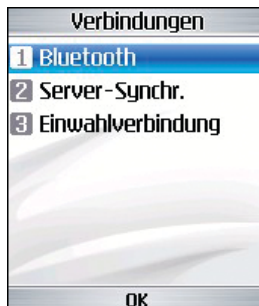 Verbindungen
1 Bluetooth
2 Server-Synchr.
3 Einwahlverbindung
OK